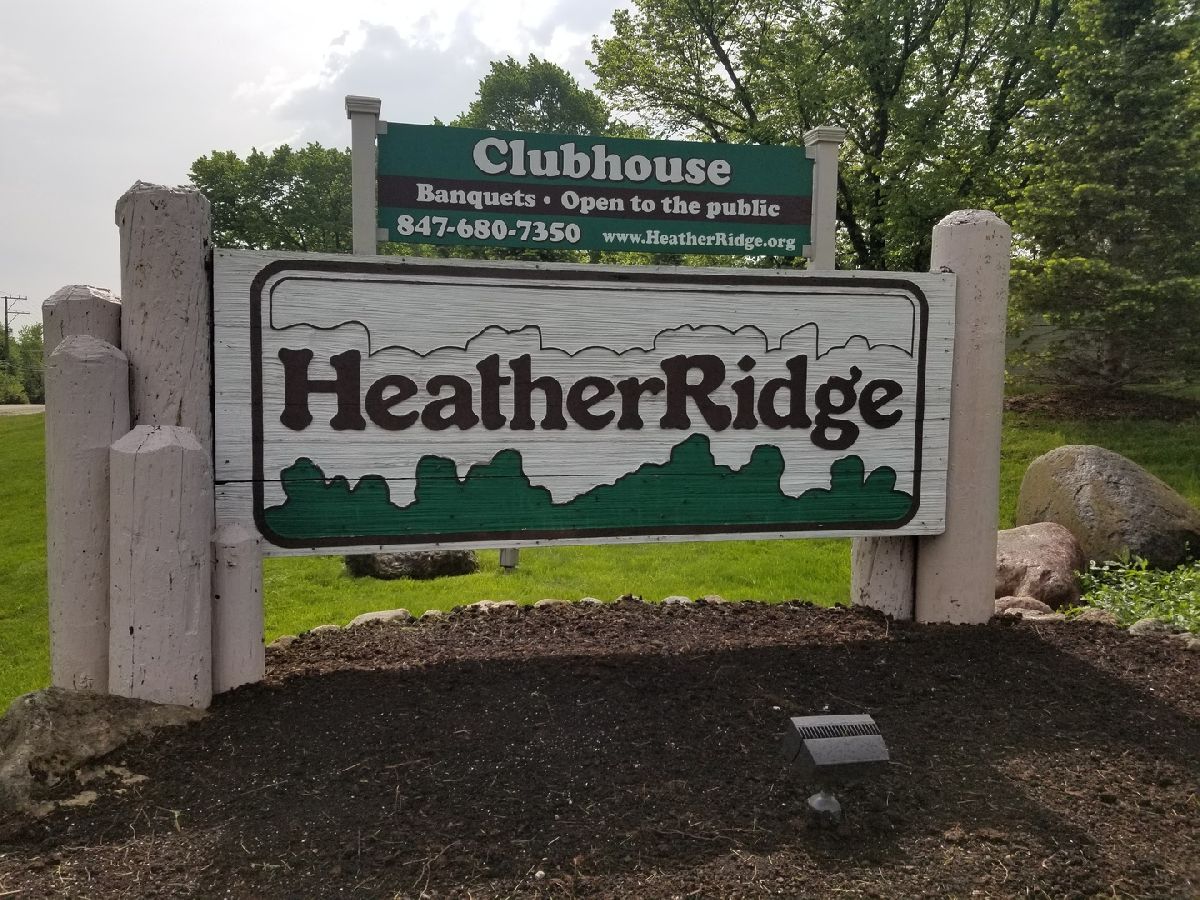 Clubhouse
Banquets • Open to the public
847-680-7350 www.HeatherRidge.org
HeatherRidge